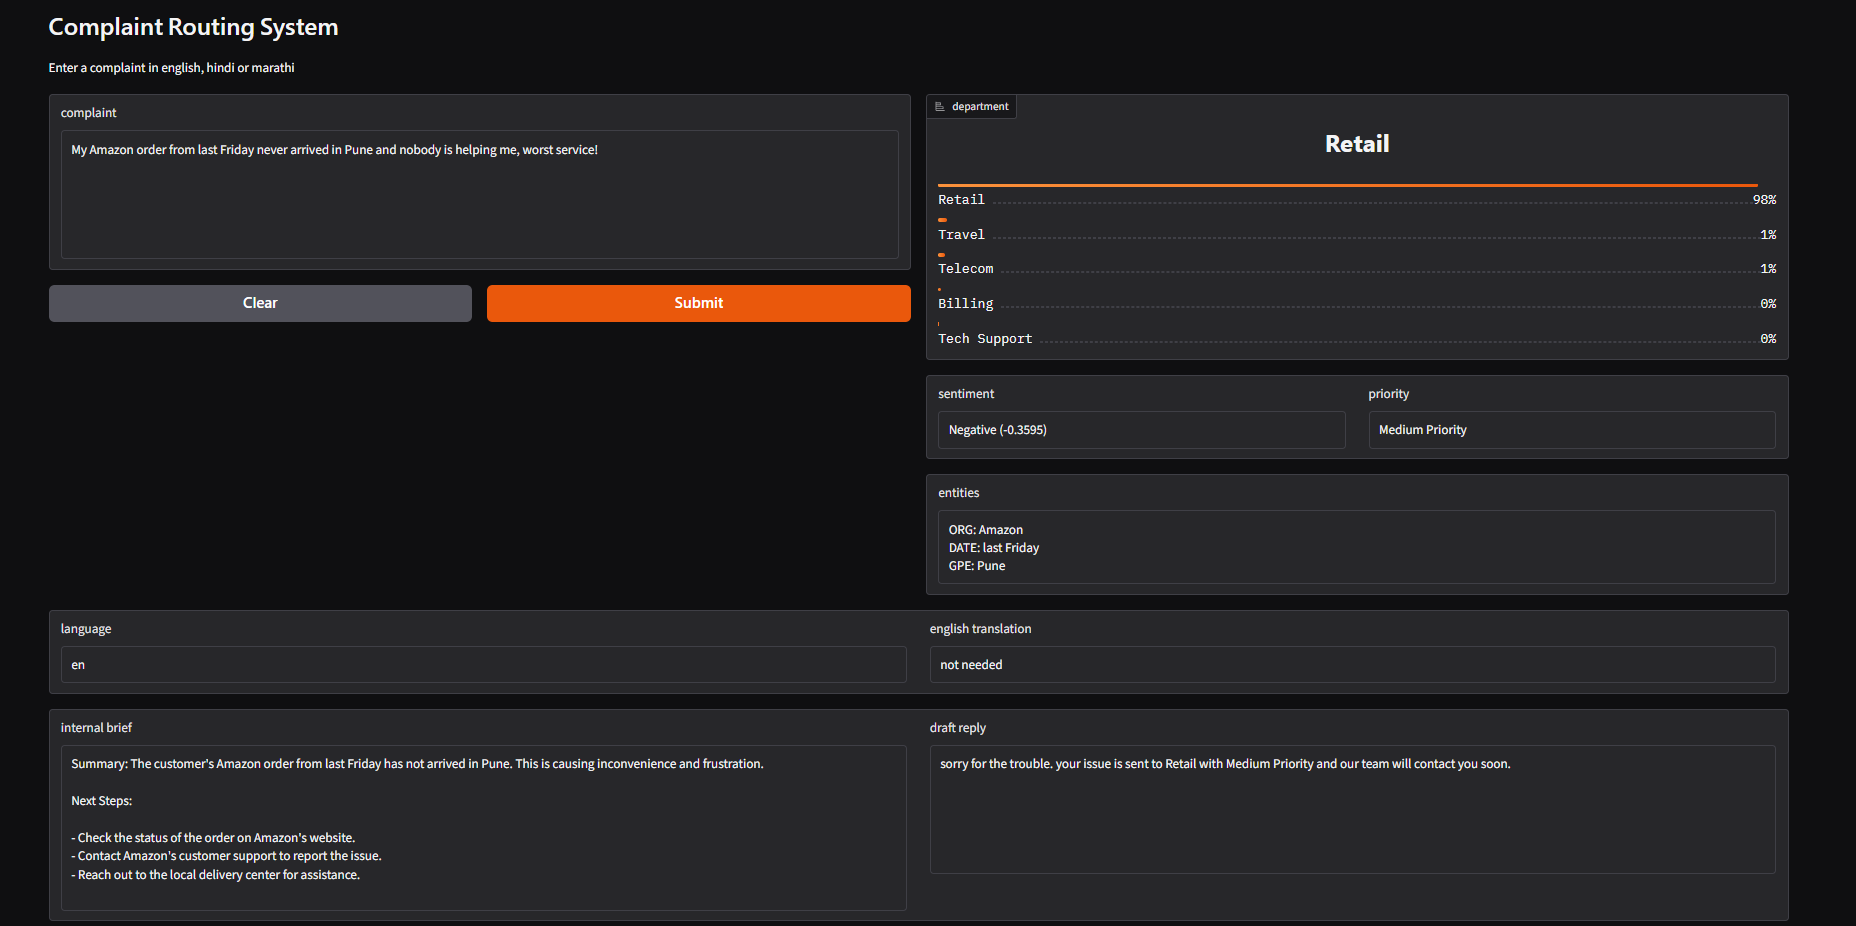 Complaint Routing System
Enter a complaint in english, hindi or marathi
complaint
My Amazon order from last Friday never arrived in Pune and nobody is helping me, worst service!
Clear
Submit
department
Retail
Retail 98%
Travel 1%
Telecom 1%
Billing 0%
Tech Support 0%
sentiment
Negative (-0.3595)
priority
Medium Priority
entities
ORG: Amazon
DATE: last Friday
GPE: Pune
language
en
english translation
not needed
internal brief
Summary: The customer's Amazon order from last Friday has not arrived in Pune. This is causing inconvenience and frustration.
Next Steps:
- Check the status of the order on Amazon's website.
- Contact Amazon's customer support to report the issue.
- Reach out to the local delivery center for assistance.
draft reply
sorry for the trouble. your issue is sent to Retail with Medium Priority and our team will contact you soon.